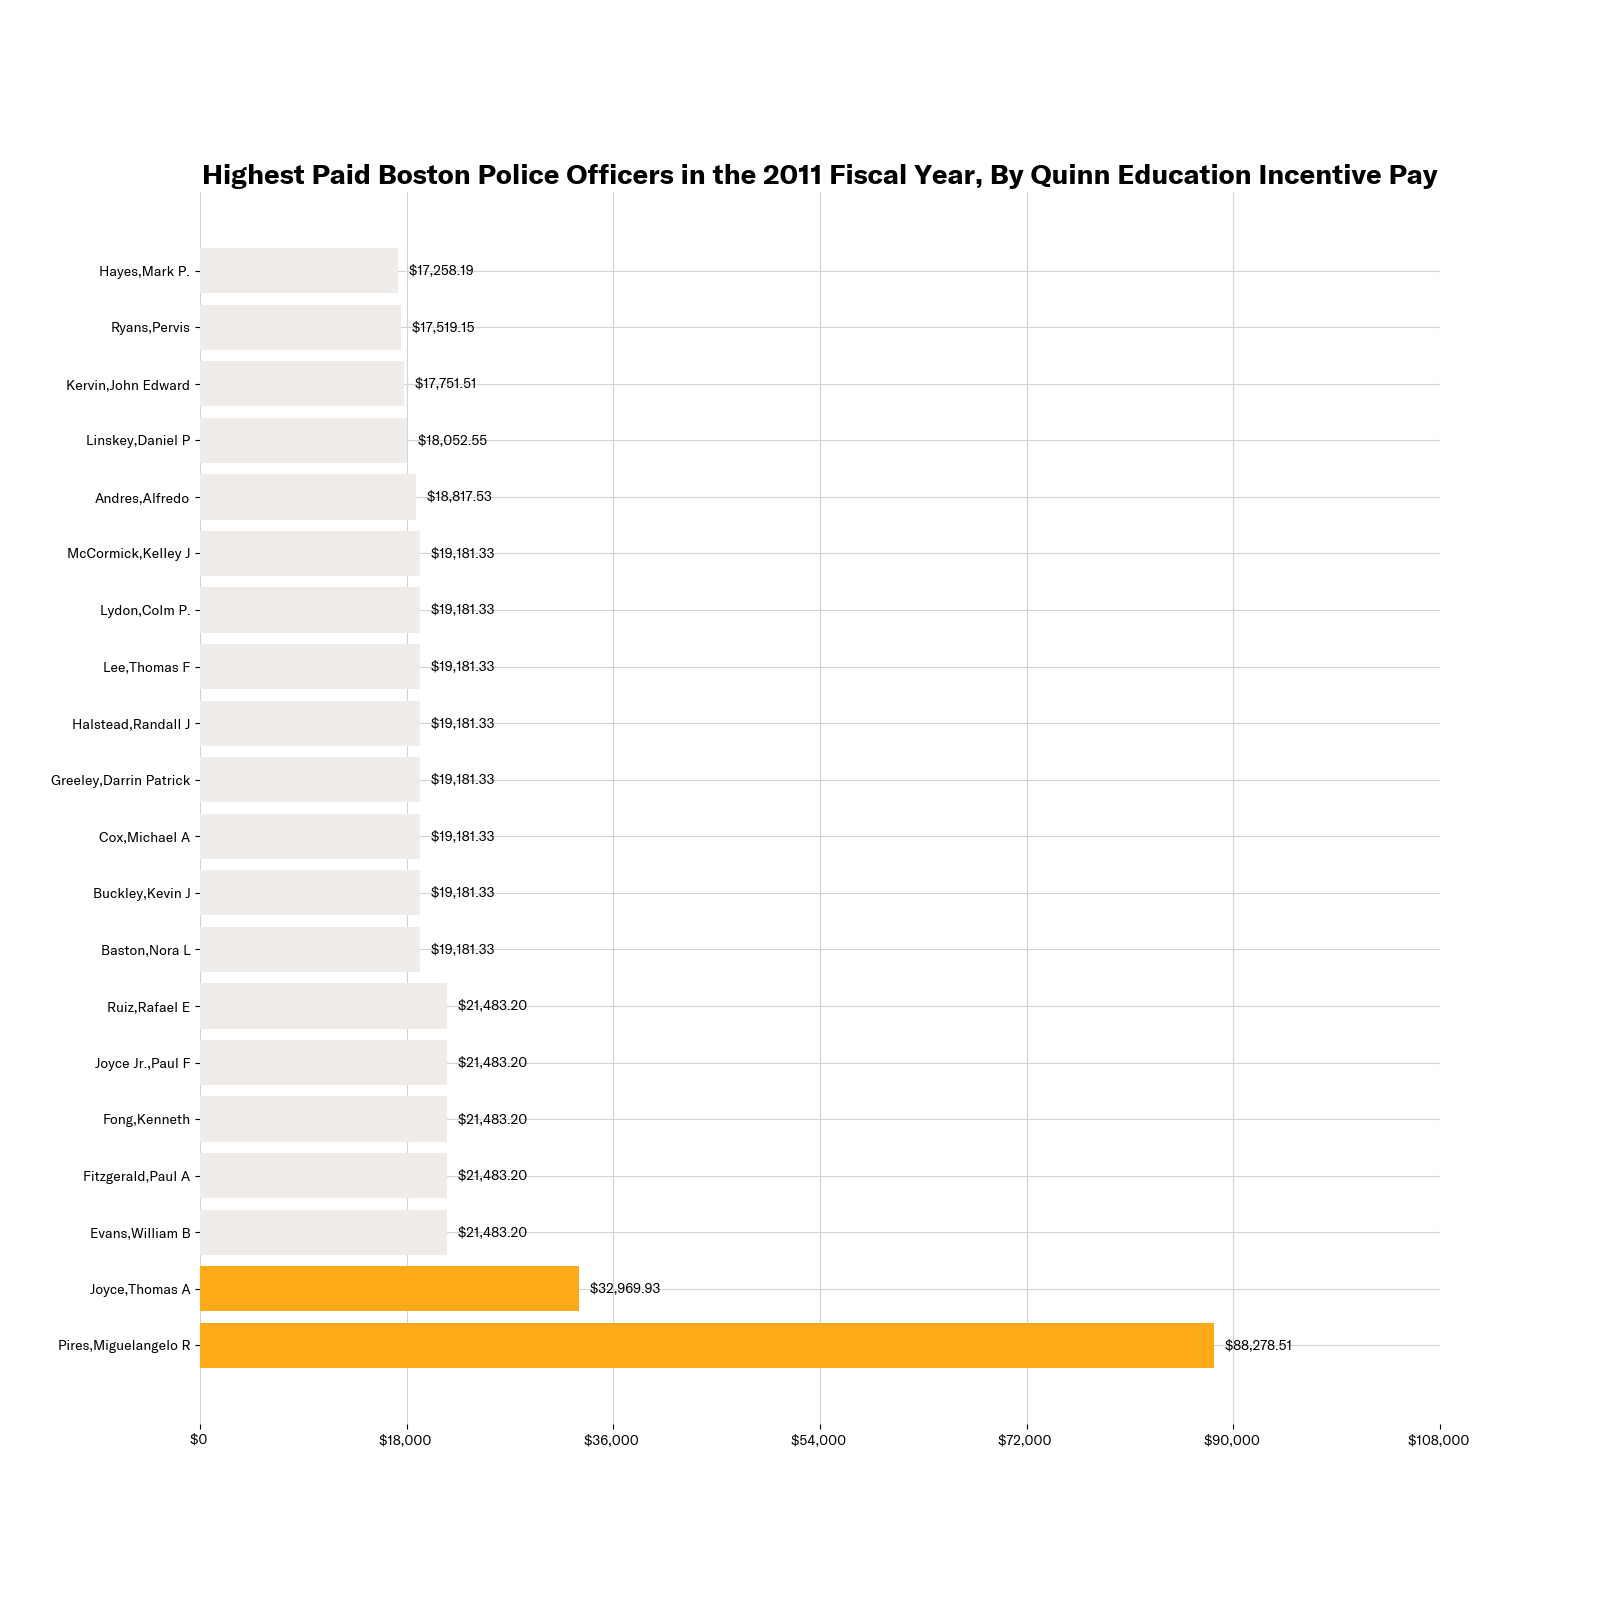 Highest Paid Boston Police Officers in the 2011 Fiscal Year, By Quinn Education Incentive Pay
Hayes,Mark P. $17,258.19
Ryans,Pervis $17,519.15
Kervin,John Edward $17,751.51
Linskey,Daniel P $18,052.55
Andres,Alfredo $18,817.53
McCormick,Kelley J $19,181.33
Lydon,Colm P. $19,181.33
Lee,Thomas F $19,181.33
Halstead,Randall J $19,181.33
Greeley,Darrin Patrick $19,181.33
Cox,Michael A $19,181.33
Buckley,Kevin J $19,181.33
Baston,Nora L $19,181.33
Ruiz,Rafael E $21,483.20
Joyce Jr.,Paul F $21,483.20
Fong,Kenneth $21,483.20
Fitzgerald,Paul A $21,483.20
Evans,William B $21,483.20
Joyce,Thomas A $32,969.93
Pires,Miguelangelo R $88,278.51
$0 $18,000 $36,000 $54,000 $72,000 $90,000 $108,000